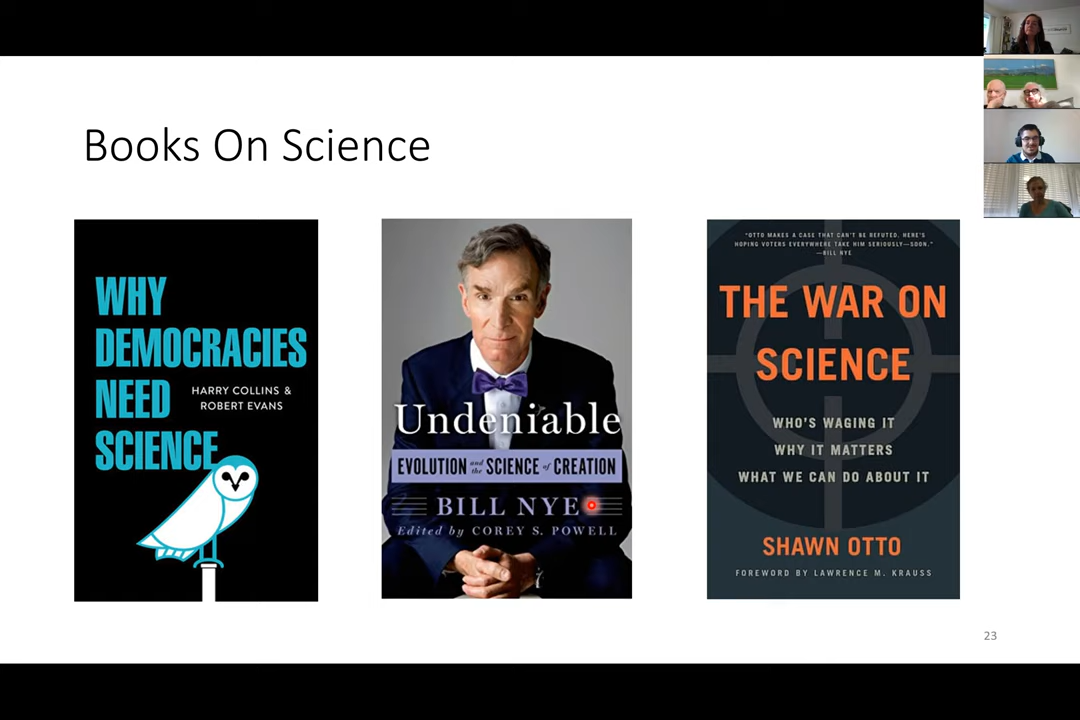 Books On Science
WHY
DEMOCRACIES
NEED
SCIENCE
HARRY COLLINS &
ROBERT EVANS
Undeniable
EVOLUTION and the SCIENCE of CREATION
BILL NYE
Edited by COREY S. POWELL
"OTTO MAKES A CASE THAT CAN'T BE REFUTED. HERE'S
HOPING VOTERS EVERYWHERE TAKE HIM SERIOUSLY—SOON."
—BILL NYE
THE WAR ON
SCIENCE
WHO'S WAGING IT
WHY IT MATTERS
WHAT WE CAN DO ABOUT IT
SHAWN OTTO
FOREWORD BY LAWRENCE M. KRAUSS
23